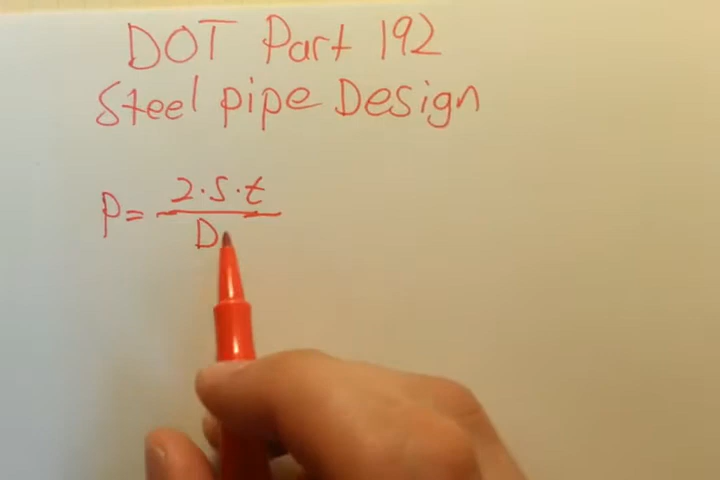 DOT Part 192
Steel pipe Design
P = 2·S·t
D